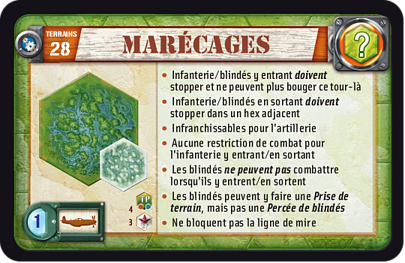 TERRAINS
28
MARÉCAGES
?
• Infanterie/blindés y entrant doivent
stopper et ne peuvent plus bouger ce tour-là
• Infanterie/blindés en sortant doivent
stopper dans un hex adjacent
• Infranchissables pour l'artillerie
• Aucune restriction de combat pour
l'infanterie y entrant/en sortant
• Les blindés ne peuvent pas combattre
lorsqu'ils y entrent/en sortent
• Les blindés peuvent y faire une Prise de
terrain, mais pas une Percée de blindés
• Ne bloquent pas la ligne de mire
4
3
1